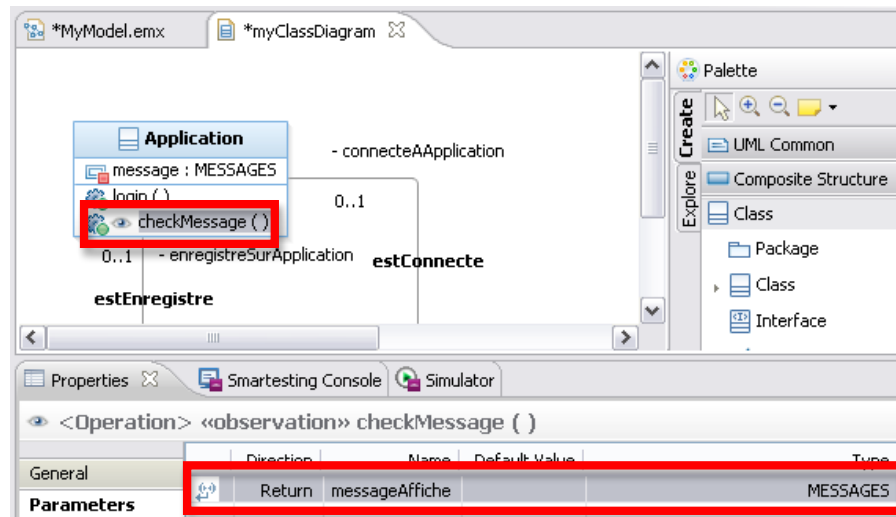 *MyModel.emx
*myClassDiagram
Palette
Create
Explore
UML Common
Composite Structure
Class
Package
Class
Interface
Application
message : MESSAGES
login ( )
checkMessage ( )
- connecteAApplication
0..1
0..1 - enregistreSurApplication
estConnecte
estEnregistre
Properties Smartesting Console Simulator
<Operation> «observation» checkMessage ( )
General
Parameters
Direction Name Default Value Type
Return messageAffiche MESSAGES